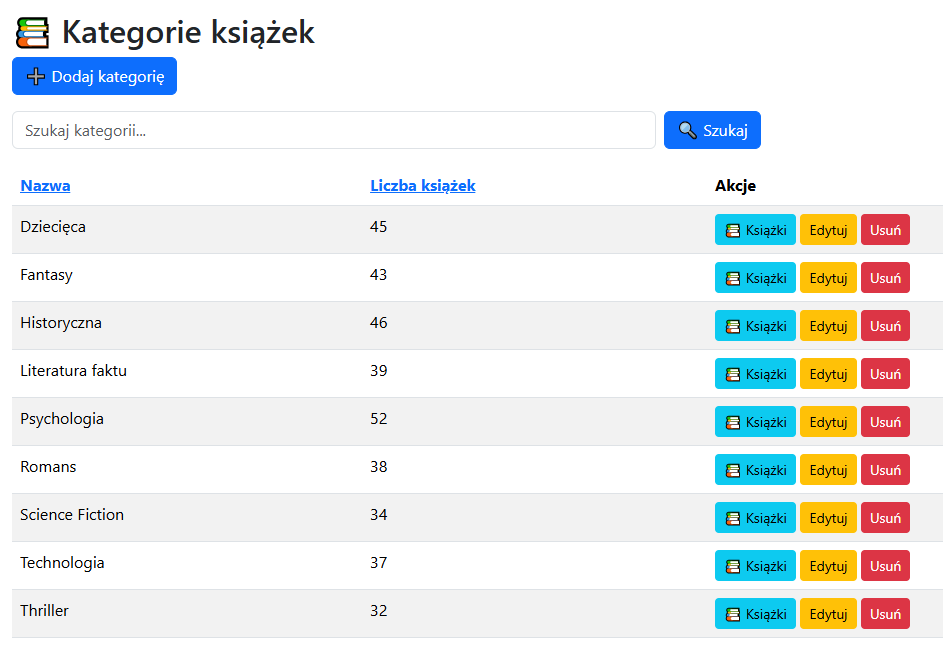 Kategorie książek
Dodaj kategorię
Szukaj kategorii... Szukaj
Nazwa Liczba książek Akcje
Dziecięca 45 Książki Edytuj Usuń
Fantasy 43 Książki Edytuj Usuń
Historyczna 46 Książki Edytuj Usuń
Literatura faktu 39 Książki Edytuj Usuń
Psychologia 52 Książki Edytuj Usuń
Romans 38 Książki Edytuj Usuń
Science Fiction 34 Książki Edytuj Usuń
Technologia 37 Książki Edytuj Usuń
Thriller 32 Książki Edytuj Usuń